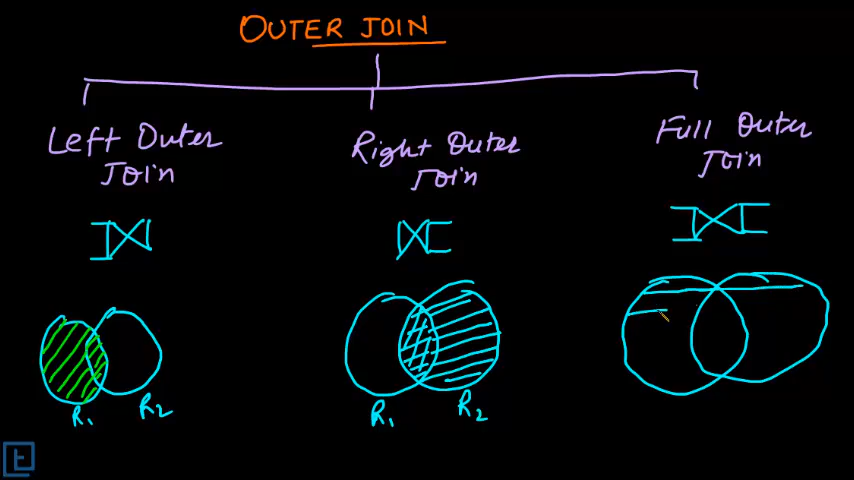 OUTER JOIN
Left Outer
Join
Right Outer
Join
Full Outer
Join
R1 R2
R1 R2